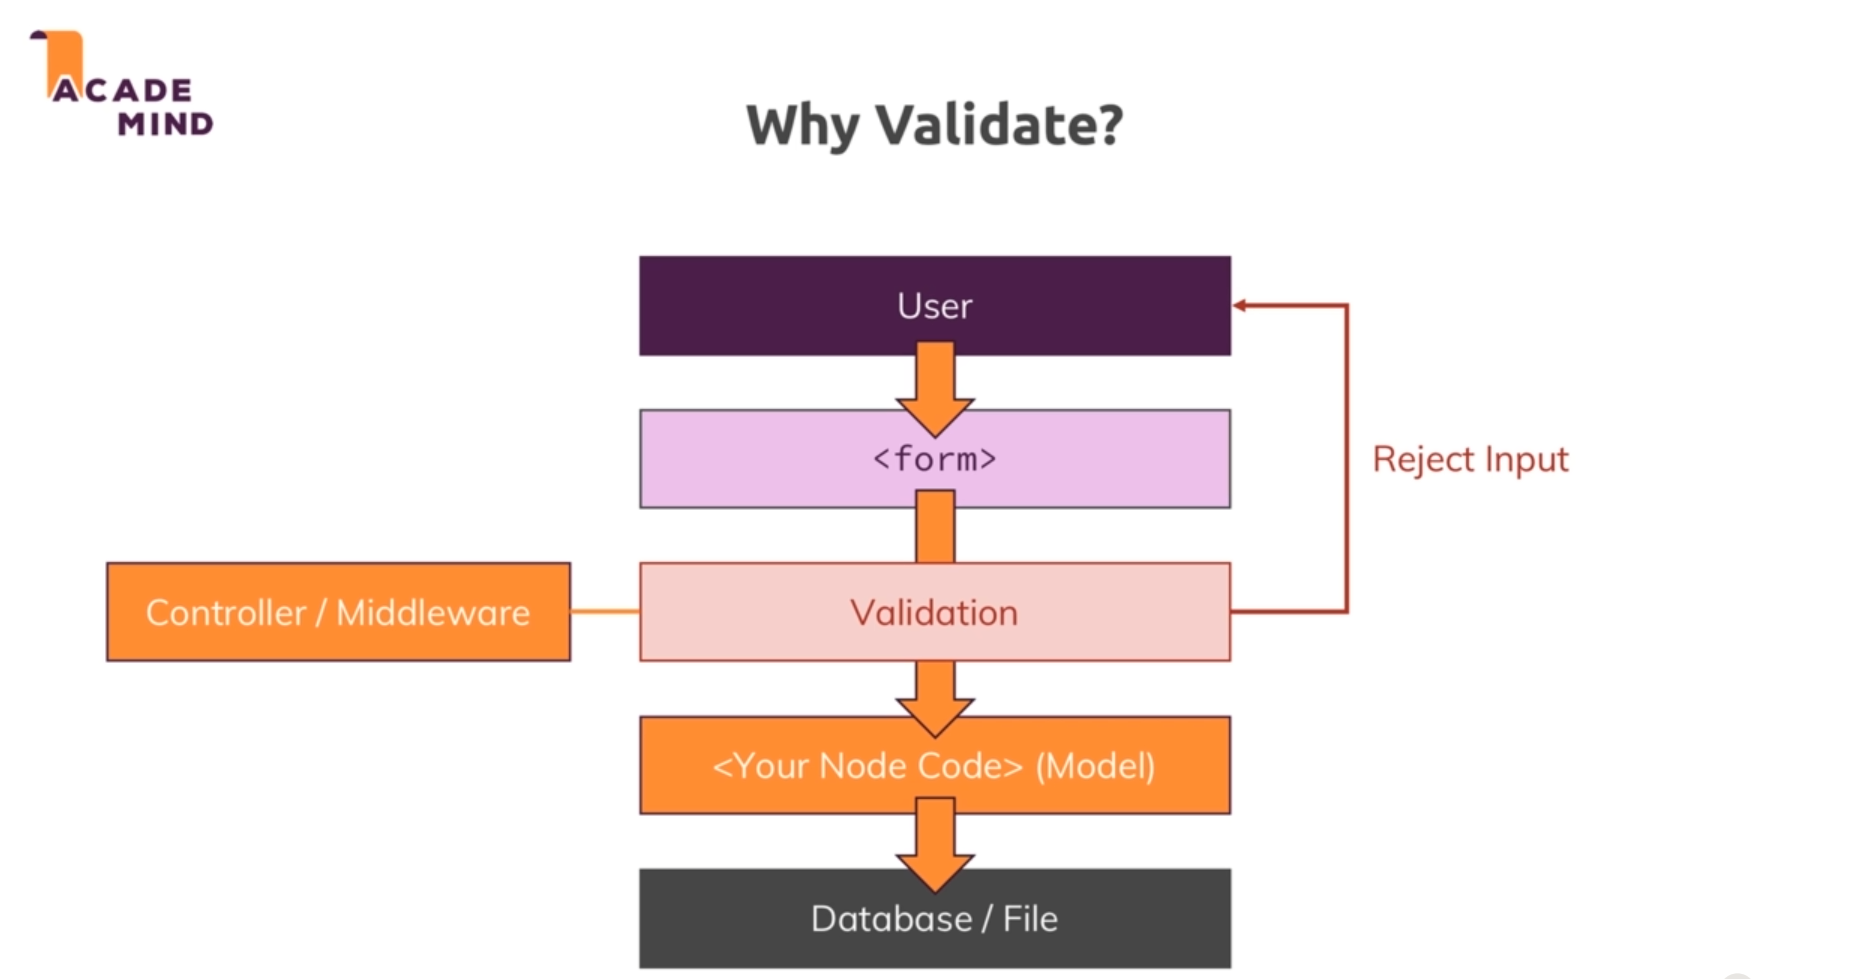 ACADE
MIND
Why Validate?
User
<form>
Reject Input
Controller / Middleware
Validation
<Your Node Code> (Model)
Database / File